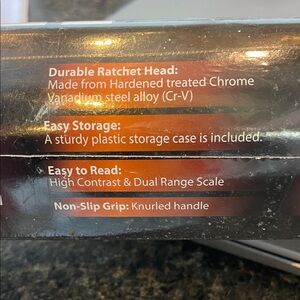 Durable Ratchet Head:
Made from Hardened treated Chrome
Vanadium steel alloy (Cr-V)
Easy Storage:
A sturdy plastic storage case is included.
Easy to Read:
High Contrast & Dual Range Scale
Non-Slip Grip: Knurled handle